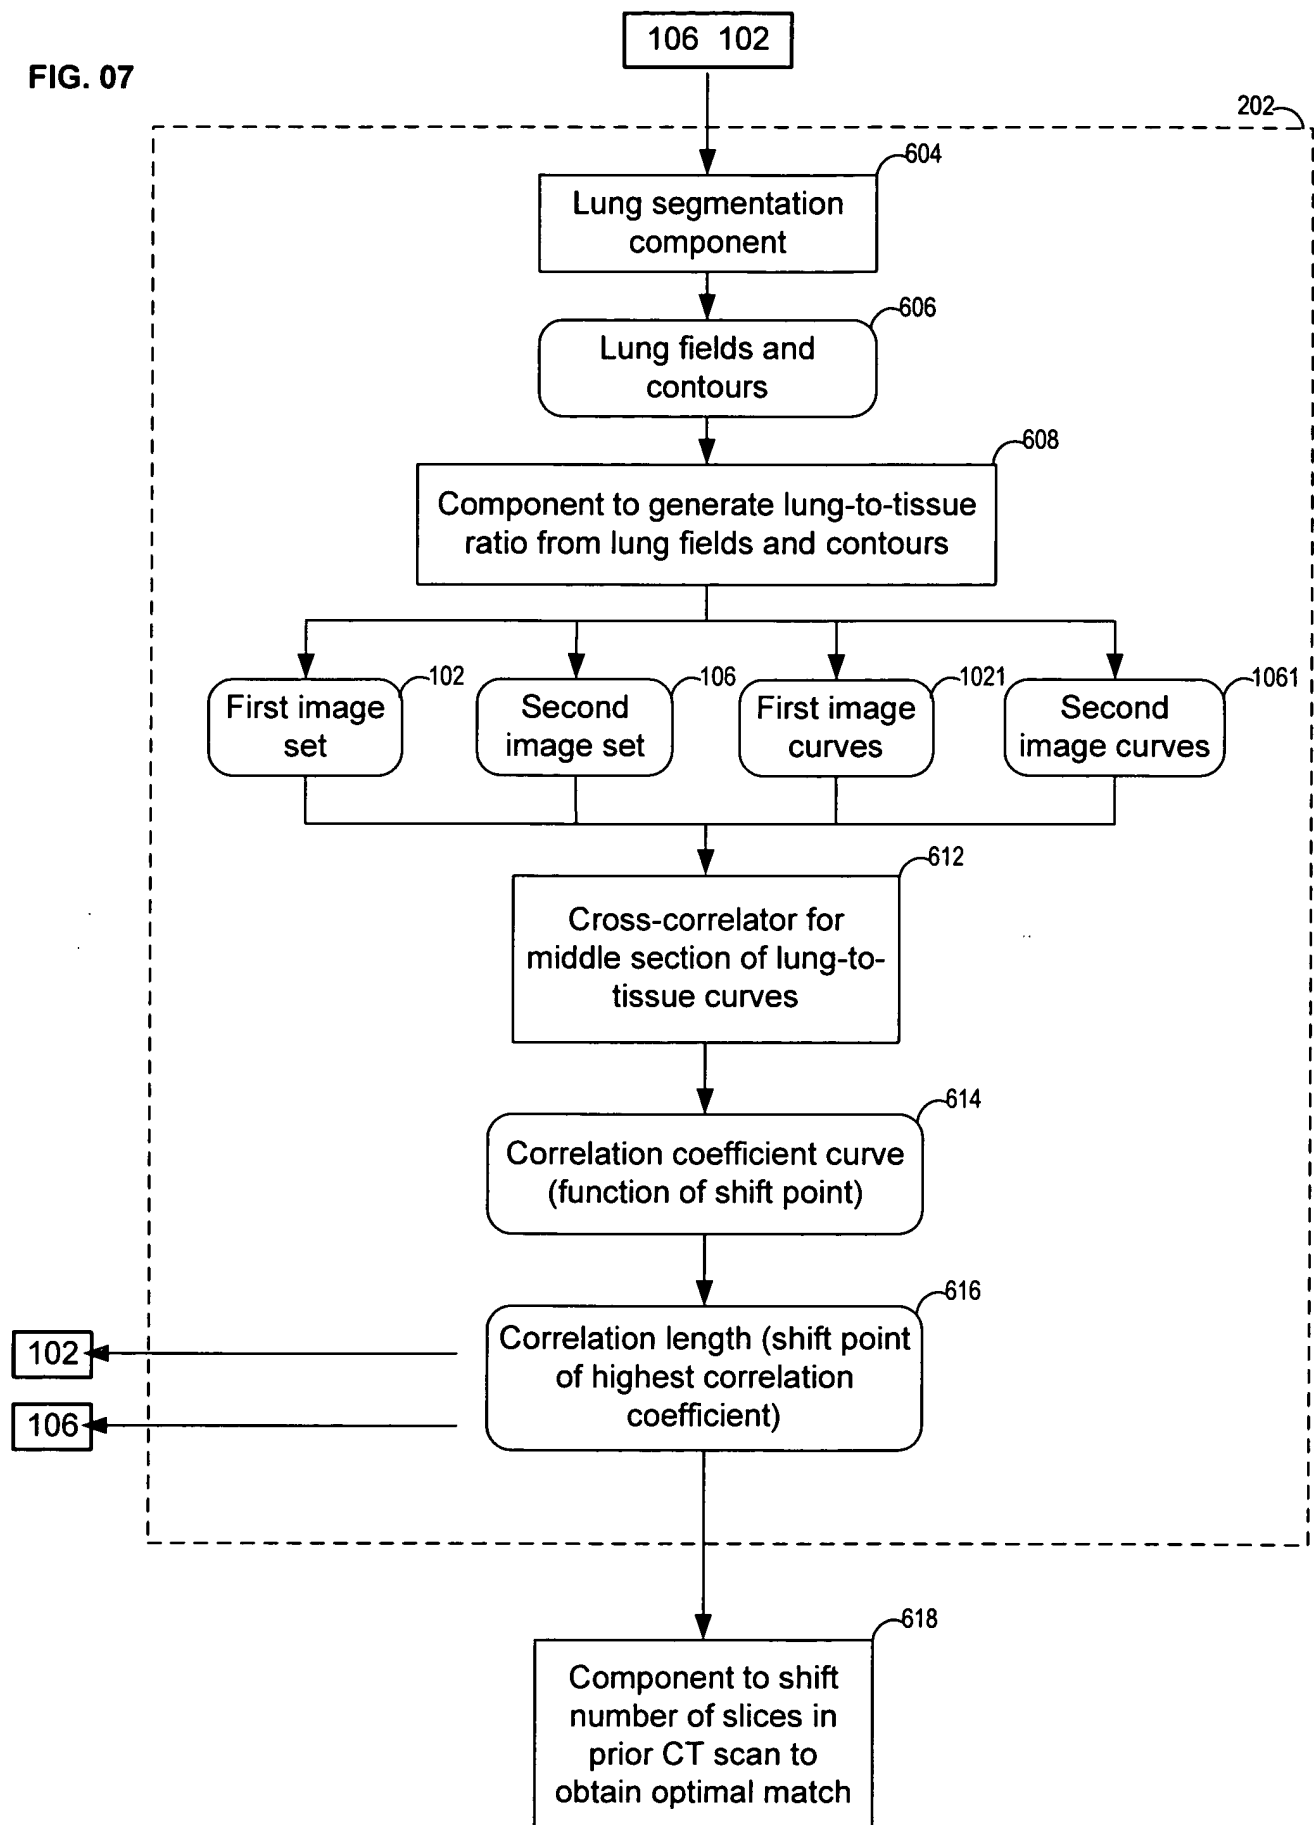 106 102
FIG. 07
202
604
Lung segmentation
component
606
Lung fields and
contours
608
Component to generate lung-to-tissue
ratio from lung fields and contours
102
106
1021
1061
First image
set
Second
image set
First image
curves
Second
image curves
612
Cross-correlator for
middle section of lung-to-
tissue curves
614
Correlation coefficient curve
(function of shift point)
616
Correlation length (shift point
of highest correlation
coefficient)
102
106
618
Component to shift
number of slices in
prior CT scan to
obtain optimal match